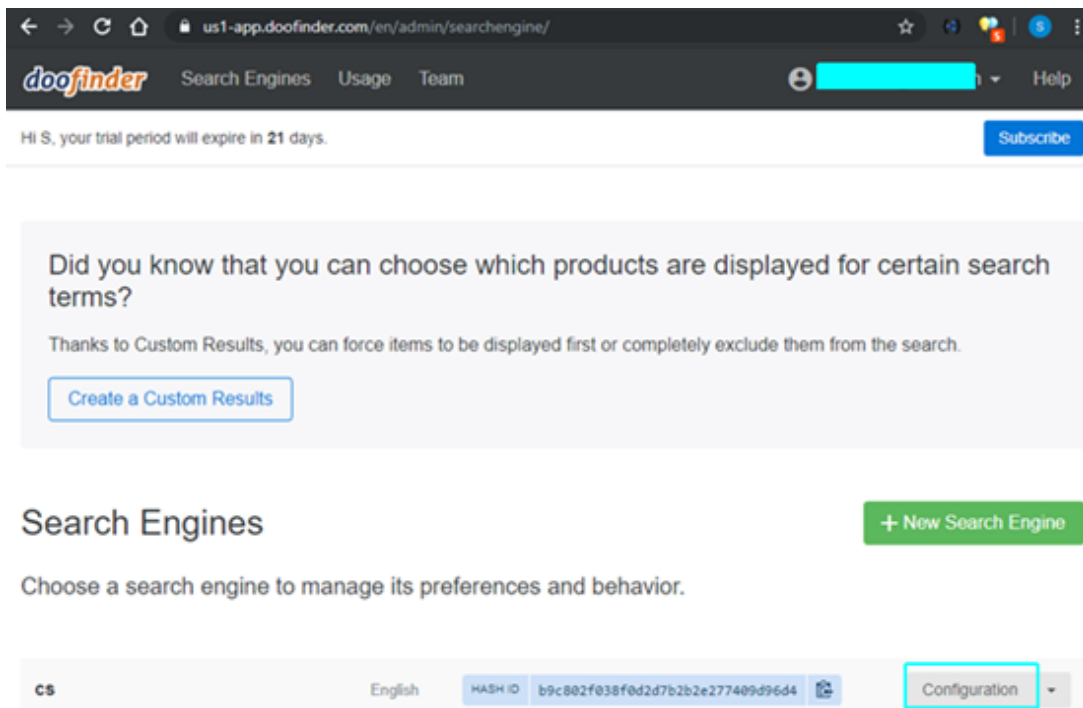 us1-app.doofinder.com/en/admin/searchengine/
doofinder Search Engines Usage Team Help
Hi S, your trial period will expire in 21 days. Subscribe
Did you know that you can choose which products are displayed for certain search
terms?
Thanks to Custom Results, you can force items to be displayed first or completely exclude them from the search.
Create a Custom Results
Search Engines + New Search Engine
Choose a search engine to manage its preferences and behavior.
cs English HASH ID b9c802f038f0d2d7b2b2e277409d96d4 Configuration